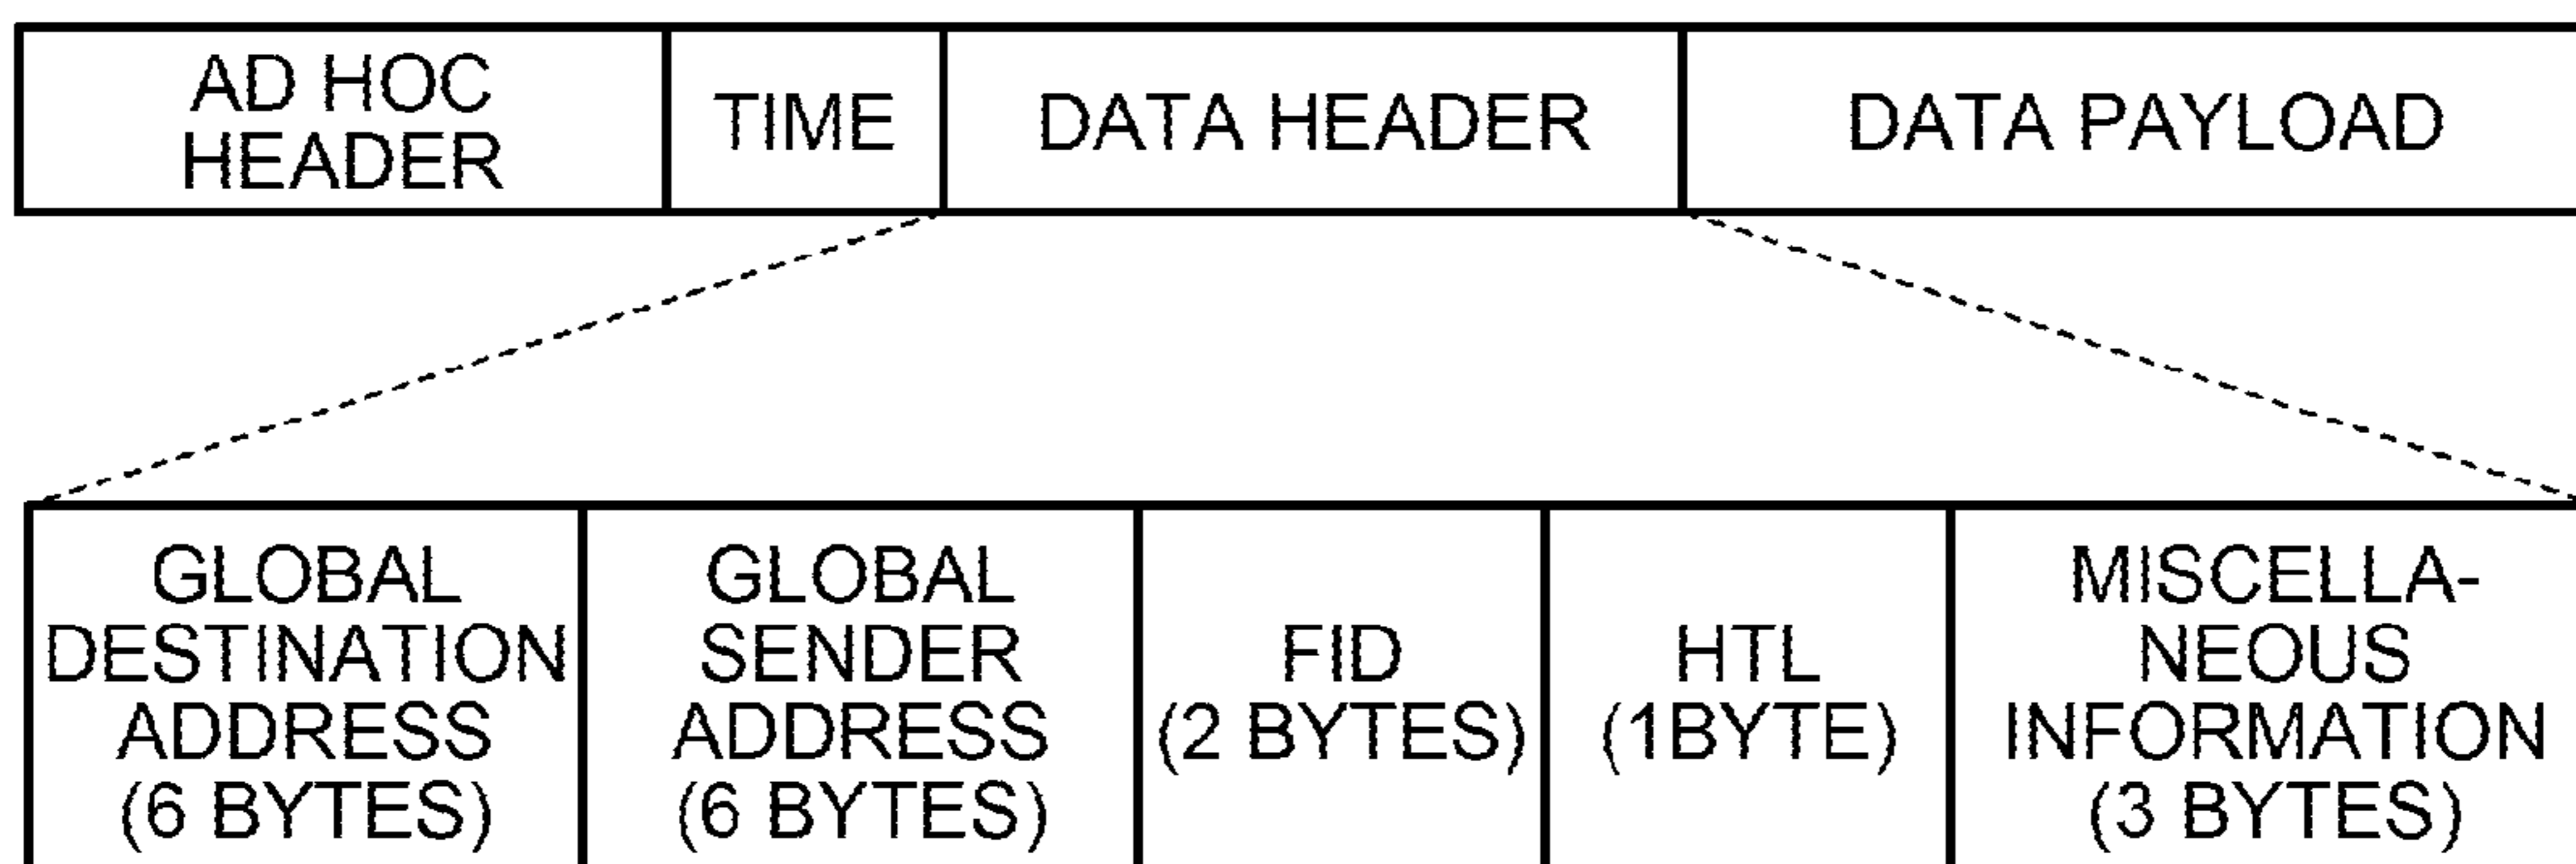 AD HOC
HEADER
TIME
DATA HEADER
DATA PAYLOAD
GLOBAL
DESTINATION
ADDRESS
(6 BYTES)
GLOBAL
SENDER
ADDRESS
(6 BYTES)
FID
(2 BYTES)
HTL
(1BYTE)
MISCELLA-
NEOUS
INFORMATION
(3 BYTES)